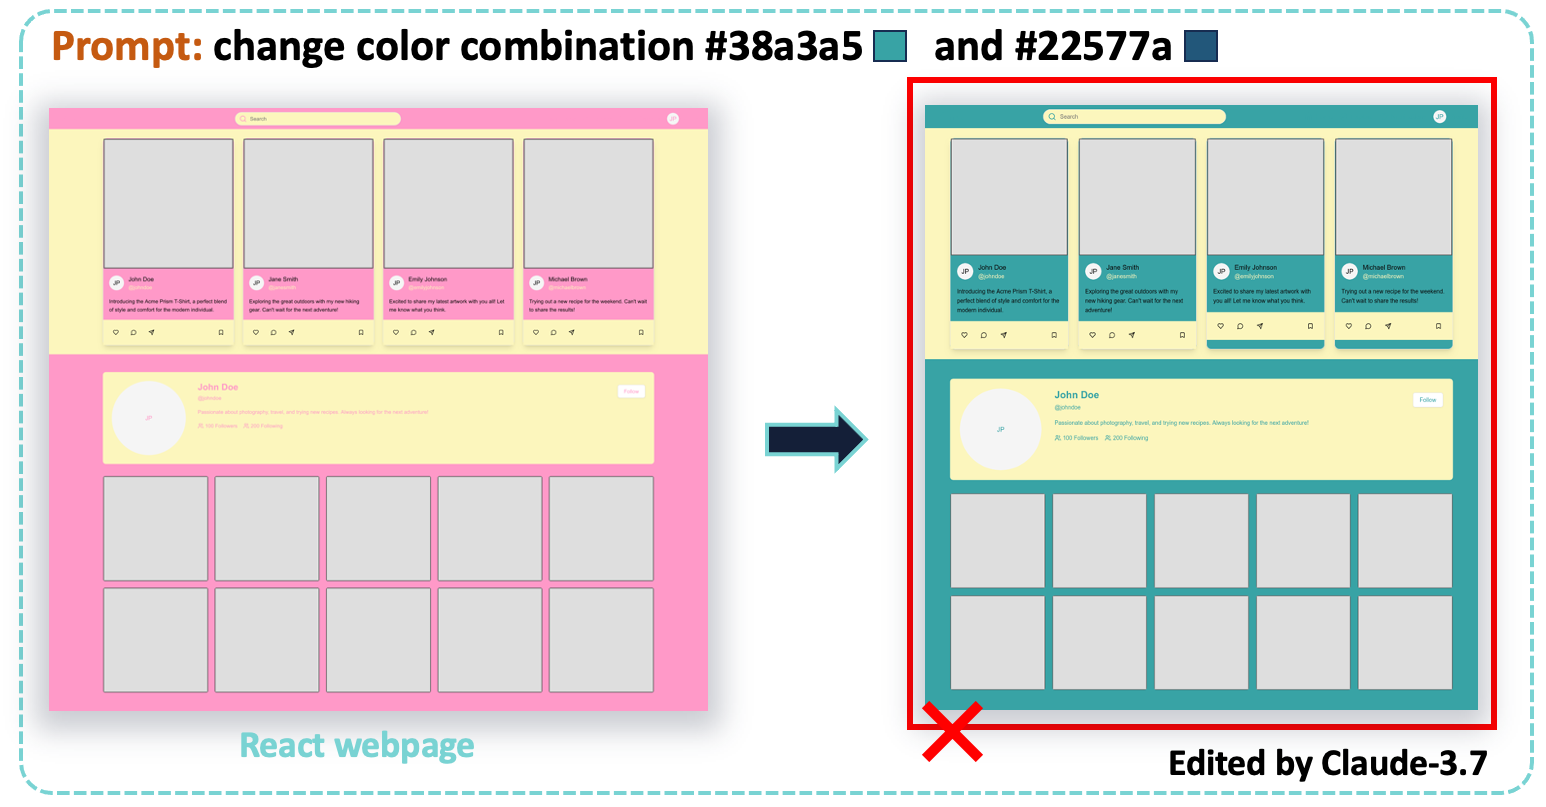 Prompt: change color combination #38a3a5 and #22577a
Search
JP
JP John Doe
@johndoe
Introducing the Acme Prism T-Shirt, a perfect blend
of style and comfort for the modern individual.
JP Jane Smith
@janesmith
Exploring the great outdoors with my new hiking
gear. Can't wait for the next adventure!
JP Emily Johnson
@emilyjohnson
Excited to share my latest artwork with you all! Let
me know what you think.
JP Michael Brown
@michaelbrown
Trying out a new recipe for the weekend. Can't wait
to share the results!
JP
John Doe
@johndoe
Follow
Passionate about photography, travel, and trying new recipes. Always looking for the next adventure!
100 Followers 200 Following
React webpage
Search
JP
JP John Doe
@johndoe
Introducing the Acme Prism T-Shirt, a
perfect blend of style and comfort for the
modern individual.
JP Jane Smith
@janesmith
Exploring the great outdoors with my
new hiking gear. Can't wait for the next
adventure!
JP Emily Johnson
@emilyjohnson
Excited to share my latest artwork with
you all! Let me know what you think.
JP Michael Brown
@michaelbrown
Trying out a new recipe for the weekend.
Can't wait to share the results!
JP
John Doe
@johndoe
Follow
Passionate about photography, travel, and trying new recipes. Always looking for the next adventure!
100 Followers 200 Following
Edited by Claude-3.7